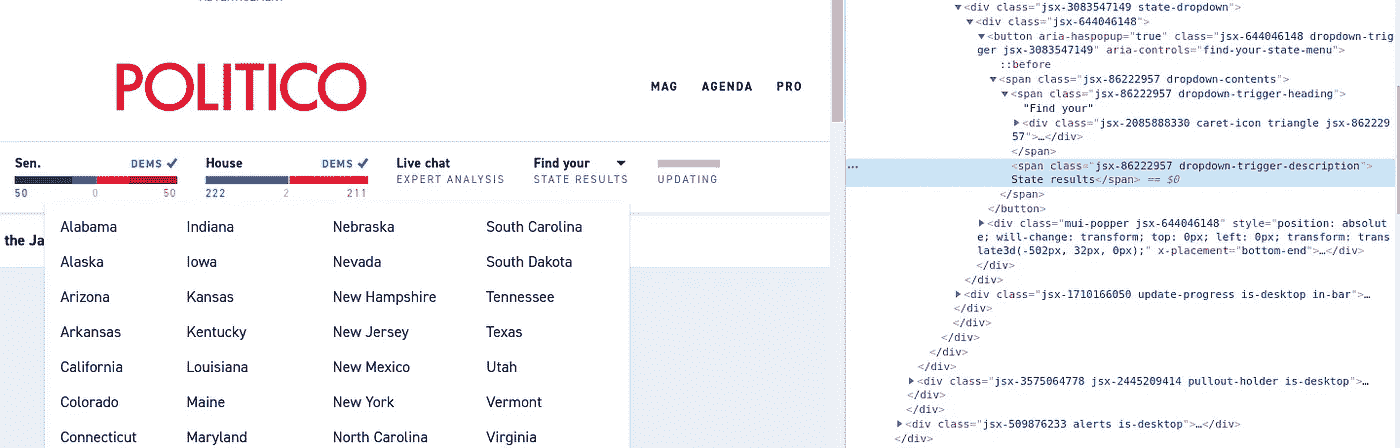 ADVERTISEMENT
POLITICO
MAG AGENDA PRO
Sen. DEMS House DEMS Live chat Find your
EXPERT ANALYSIS STATE RESULTS UPDATING
50 0 50 222 2 211
the Ja
Alabama Indiana Nebraska South Carolina
Alaska Iowa Nevada South Dakota
Arizona Kansas New Hampshire Tennessee
Arkansas Kentucky New Jersey Texas
California Louisiana New Mexico Utah
Colorado Maine New York Vermont
Connecticut Maryland North Carolina Virginia
<div class="jsx-3083547149 state-dropdown">
<div class="jsx-644046148">
<button aria-haspopup="true" class="jsx-644046148 dropdown-trig
ger jsx-3083547149" aria-controls="find-your-state-menu">
::before
<span class="jsx-86222957 dropdown-contents">
<span class="jsx-86222957 dropdown-trigger-heading">
"Find your"
<div class="jsx-2085888330 caret-icon triangle jsx-862229
57">…</div>
</span>
<span class="jsx-86222957 dropdown-trigger-description">
State results</span> == $0
</span>
</button>
<div class="mui-popper jsx-644046148" style="position: absolut
e; will-change: transform; top: 0px; left: 0px; transform: trans
late3d(-502px, 32px, 0px);" x-placement="bottom-end">…</div>
</div>
</div>
<div class="jsx-1710166050 update-progress is-desktop in-bar">…
</div>
</div>
</div>
</div>
</div>
<div class="jsx-3575064778 jsx-2445209414 pullout-holder is-desktop">…
</div>
</div>
<div class="jsx-509876233 alerts is-desktop">…</div>
</div>